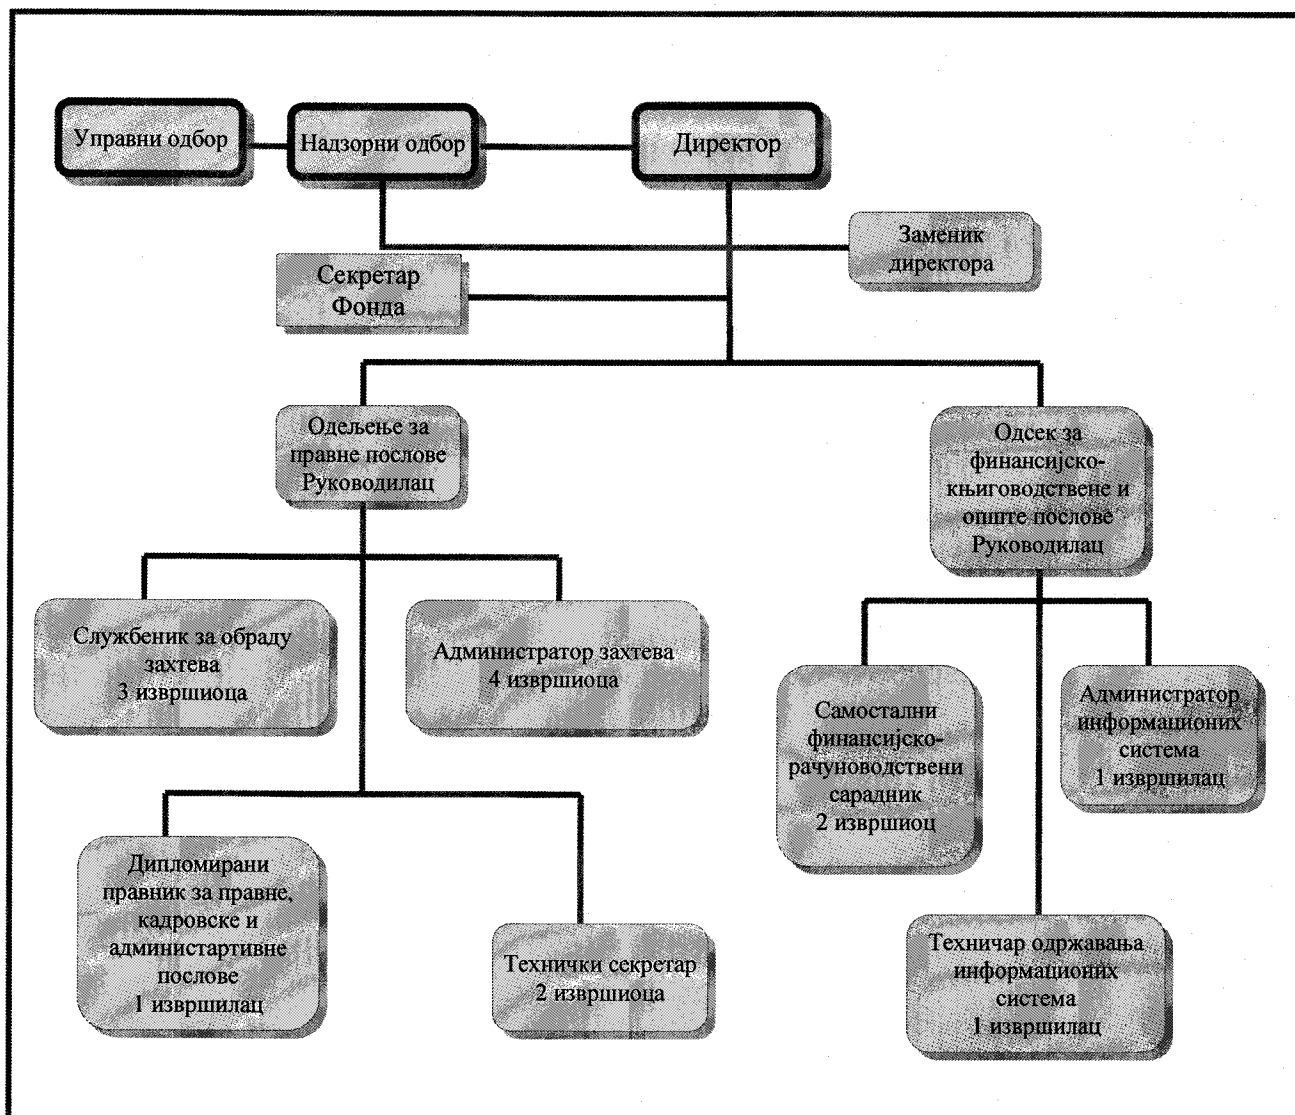 Управни одбор
Надзорни одбор
Директор
Заменик
директора
Секретар
Фонда
Одељење за
правне послове
Руководилац
Одсек за
финансијско-
књиговодствене и
опште послове
Руководилац
Службеник за обраду
захтева
3 извршиоца
Администратор захтева
4 извршиоца
Самостални
финансијско-
рачуноводствени
сарадник
2 извршиоц
Администратор
информационих
система
1 извршилац
Дипломирани
правник за правне,
кадровске и
администартивне
послове
1 извршилац
Технички секретар
2 извршиоца
Техничар одржавања
информационих
система
1 извршилац